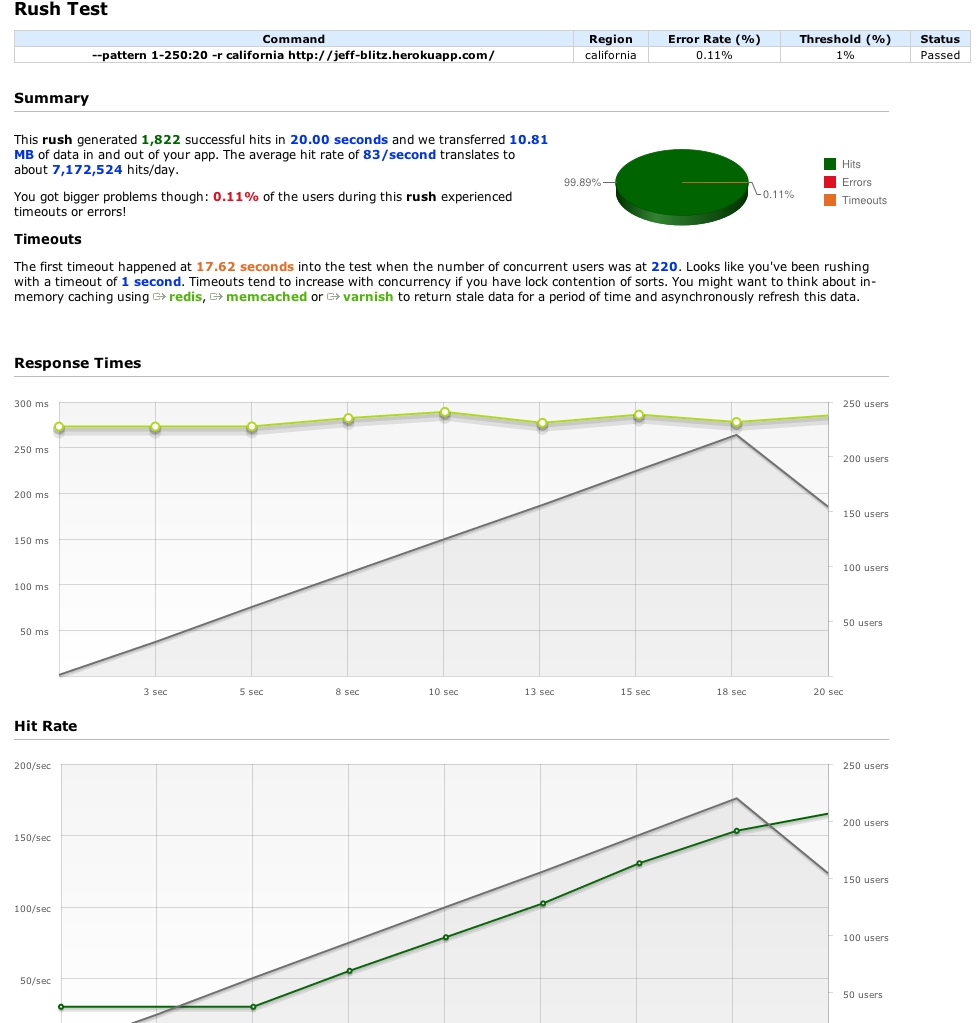 Rush Test
Command Region Error Rate (%) Threshold (%) Status
--pattern 1-250:20 -r california http://jeff-blitz.herokuapp.com/ california 0.11% 1% Passed
Summary
This rush generated 1,822 successful hits in 20.00 seconds and we transferred 10.81
MB of data in and out of your app. The average hit rate of 83/second translates to
about 7,172,524 hits/day.
You got bigger problems though: 0.11% of the users during this rush experienced
timeouts or errors!
99.89%
0.11%
Hits
Errors
Timeouts
Timeouts
The first timeout happened at 17.62 seconds into the test when the number of concurrent users was at 220. Looks like you've been rushing
with a timeout of 1 second. Timeouts tend to increase with concurrency if you have lock contention of sorts. You might want to think about in-
memory caching using redis, memcached or varnish to return stale data for a period of time and asynchronously refresh this data.
Response Times
300 ms
250 ms
200 ms
150 ms
100 ms
50 ms
250 users
200 users
150 users
100 users
50 users
3 sec 5 sec 8 sec 10 sec 13 sec 15 sec 18 sec 20 sec
Hit Rate
200/sec
150/sec
100/sec
50/sec
250 users
200 users
150 users
100 users
50 users